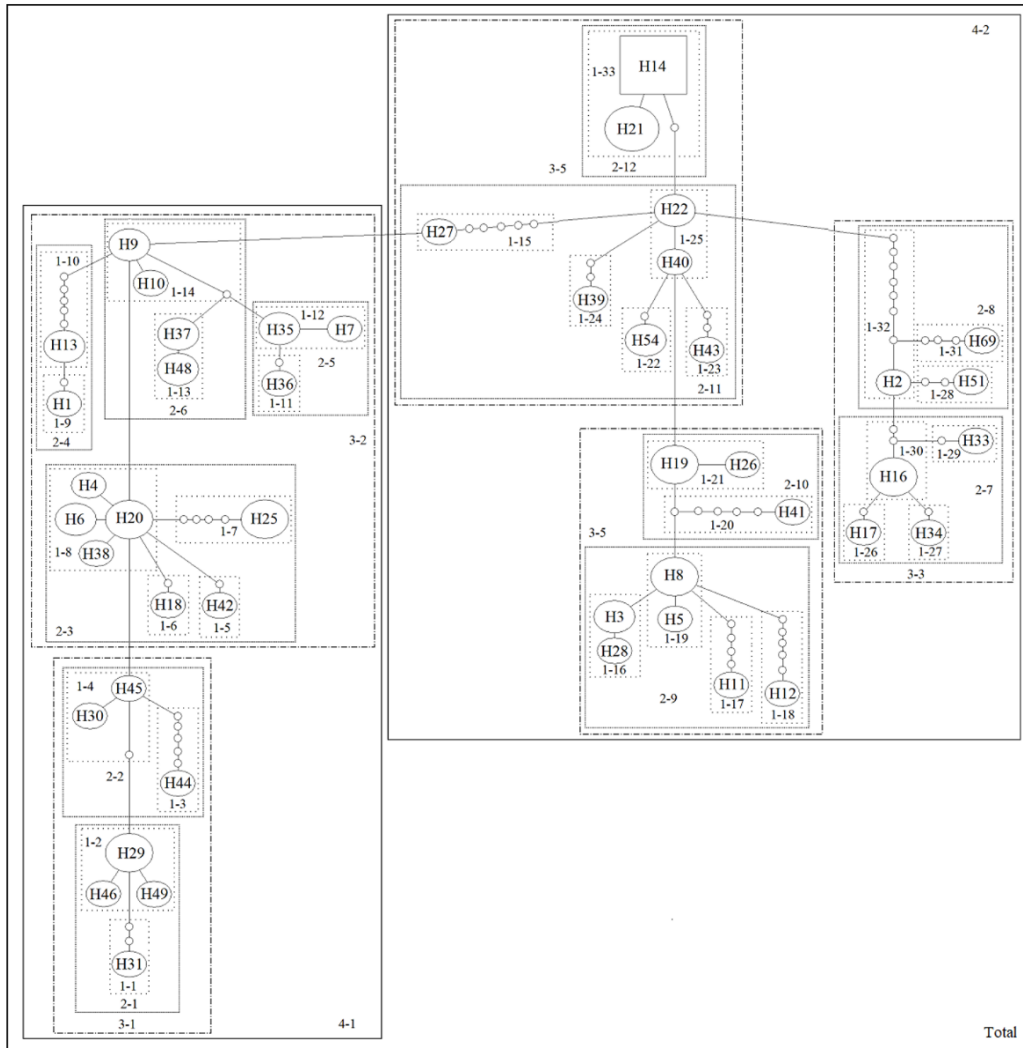 4-2
H14
1-33
H21
3-5
2-12
H22
H27
1-15
1-25
H40
H39
1-24
H54
1-22
H43
1-23
2-11
H9
1-10
H10
1-14
H13
H37
H48
1-13
H35
1-12
H7
2-5
H36
1-11
H1
1-9
2-4
2-6
3-2
1-32
2-8
H69
1-31
H2
H51
1-28
1-30
H33
1-29
H16
2-7
H17
1-26
H34
1-27
3-3
H4
H6
H20
1-7
H25
1-8
H38
H18
1-6
H42
1-5
2-3
H19
H26
1-21
2-10
H41
1-20
3-5
H8
H3
H5
1-19
H28
1-16
H11
1-17
H12
1-18
2-9
1-4
H45
H30
2-2
H44
1-3
1-2
H29
H46
H49
H31
1-1
2-1
3-1
4-1
Total